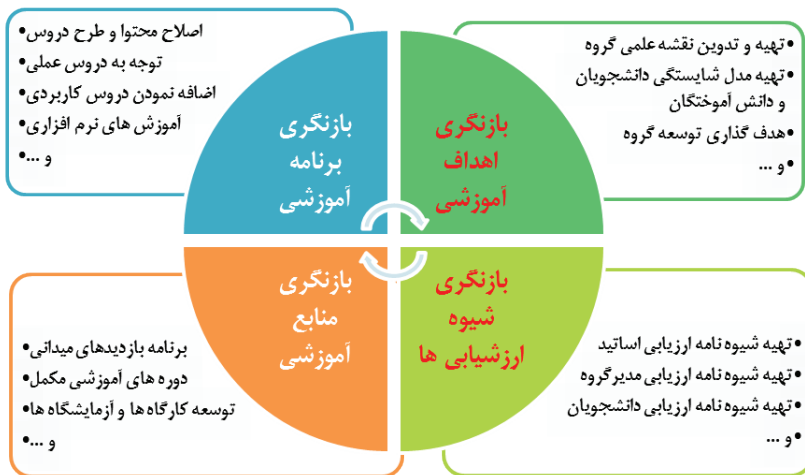 •تهیه و تدوین نقشه علمی گروه
•تهیه مدل شایستگی دانشجویان
و دانش آموختگان
•هدف گذاری توسعه گروه
•و ...
بازنگری
اهداف
آموزشی
بازنگری
برنامه
آموزشی
•اصلاح محتوا و طرح دروس
•توجه به دروس عملی
•اضافه نمودن دروس کاربردی
•آموزش های نرم افزاری
•و ...
بازنگری
شیوه
ارزشیابی ها
•تهیه شیوه نامه ارزیابی اساتید
•تهیه شیوه نامه ارزیابی مدیرگروه
•تهیه شیوه نامه ارزیابی دانشجویان
•و ...
بازنگری
منابع
آموزشی
•برنامه بازدیدهای میدانی
•دوره های آموزشی مکمل
•توسعه کارگاه ها و آزمایشگاه ها
•و ...